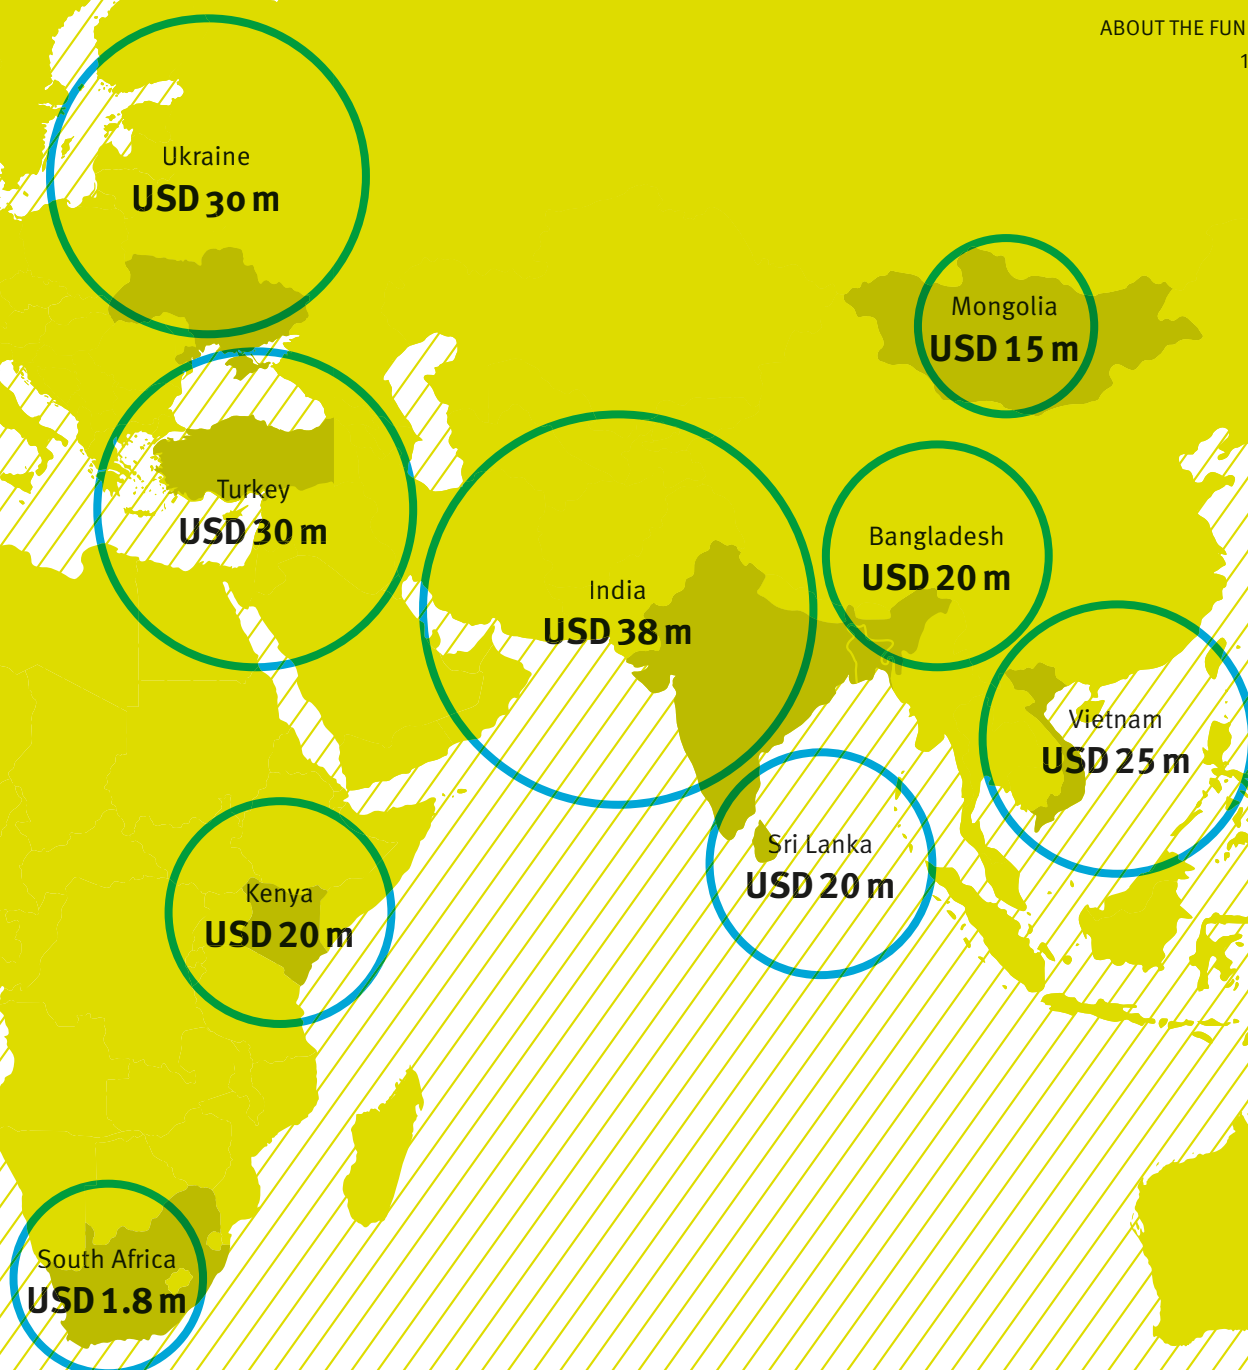 ABOUT THE FUN
1
Ukraine
USD 30 m
Mongolia
USD 15 m
Turkey
USD 30 m
Bangladesh
USD 20 m
India
USD 38 m
Vietnam
USD 25 m
Sri Lanka
USD 20 m
Kenya
USD 20 m
South Africa
USD 1.8 m